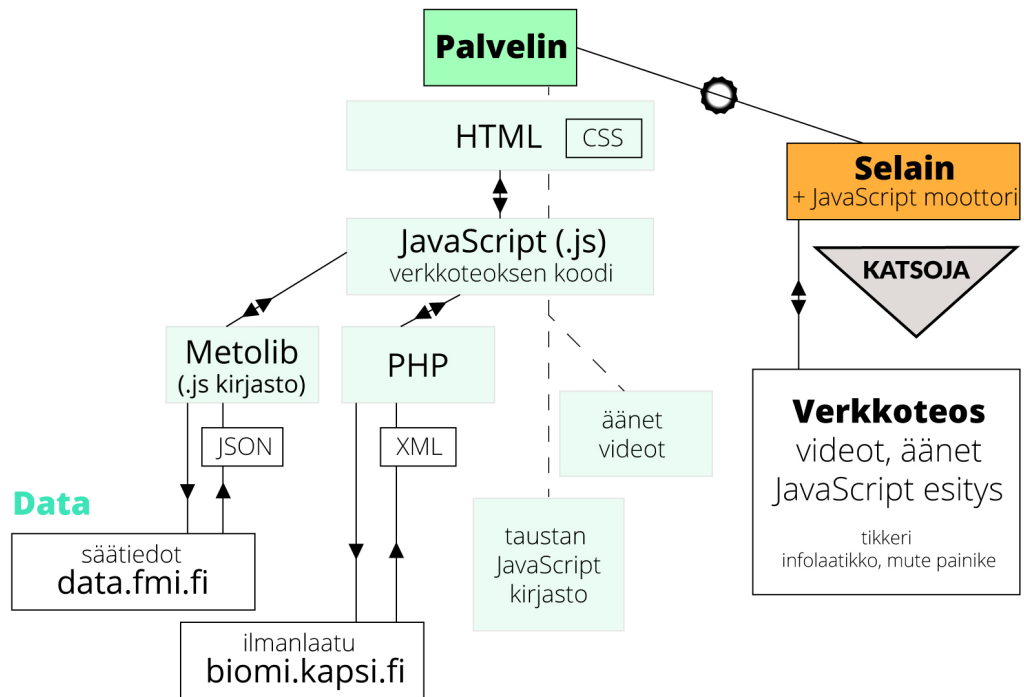 Palvelin
HTML
CSS
Selain
+ JavaScript moottori
JavaScript (.js)
verkkoteoksen koodi
KATSOJA
Metolib
(.js kirjasto)
PHP
äänet
videot
Verkkoteos
videot, äänet
JavaScript esitys
tikkeri
infolaatikko, mute painike
JSON
XML
Data
säätiedot
data.fmi.fi
taustan
JavaScript
kirjasto
ilmanlaatu
biomi.kapsi.fi